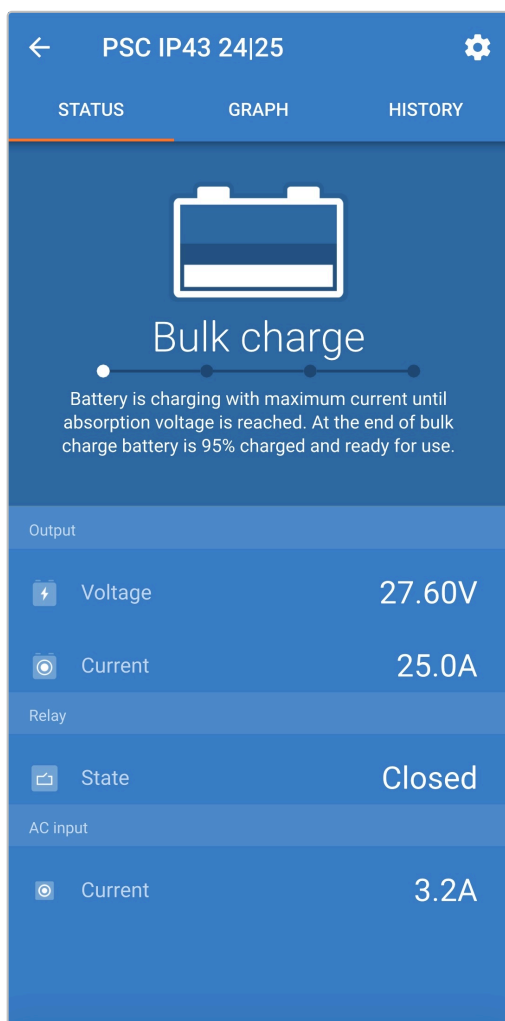 PSC IP43 24|25
STATUS GRAPH HISTORY
Bulk charge
Battery is charging with maximum current until
absorption voltage is reached. At the end of bulk
charge battery is 95% charged and ready for use.
Output
Voltage 27.60V
Current 25.0A
Relay
State Closed
AC input
Current 3.2A